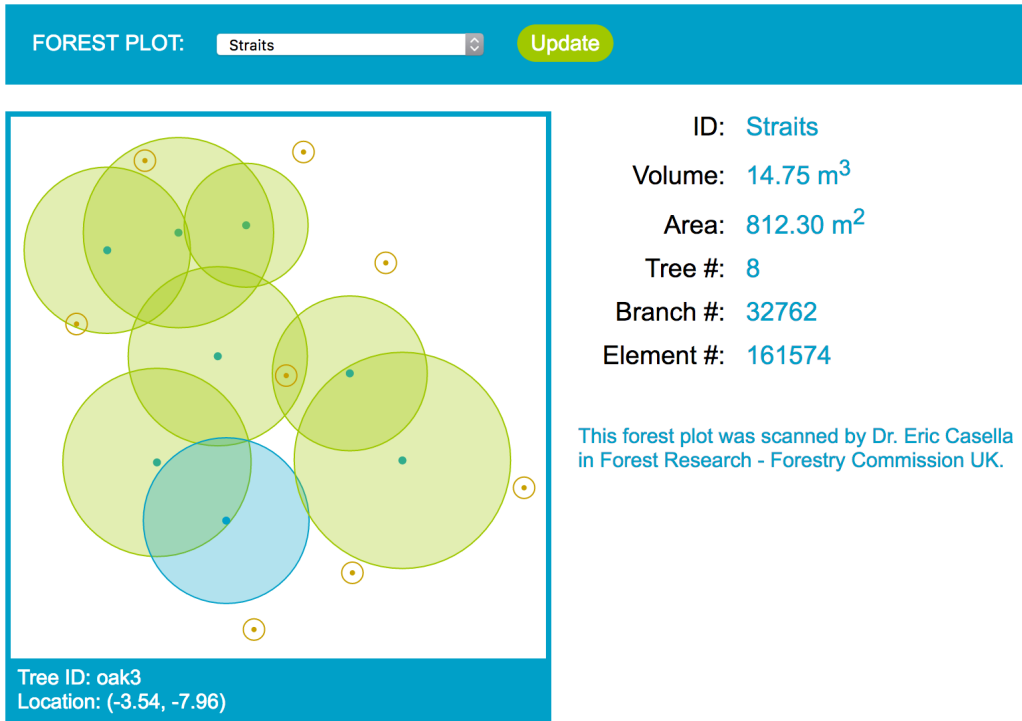 FOREST PLOT: Straits Update
ID: Straits
Volume: 14.75 m³
Area: 812.30 m²
Tree #: 8
Branch #: 32762
Element #: 161574
This forest plot was scanned by Dr. Eric Casella
in Forest Research - Forestry Commission UK.
Tree ID: oak3
Location: (-3.54, -7.96)